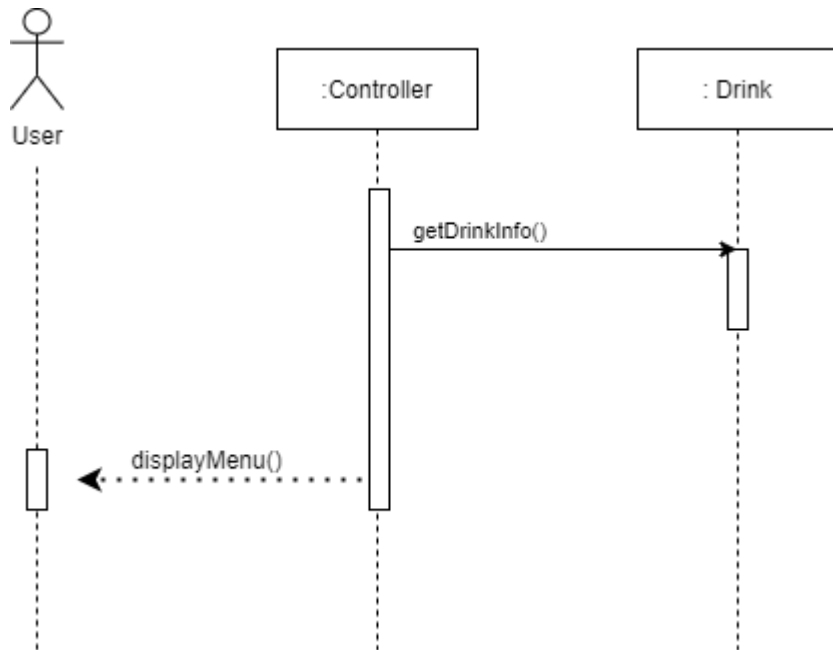 User
:Controller
: Drink
getDrinkInfo()
displayMenu()